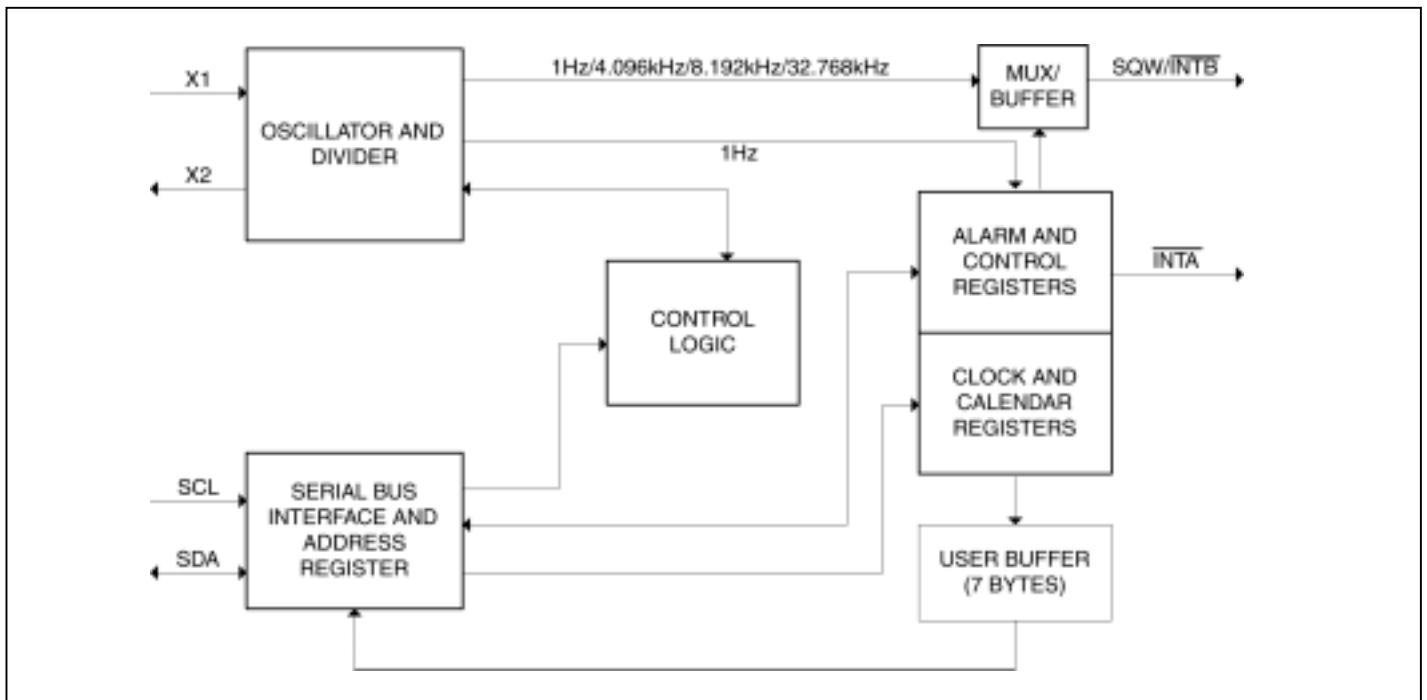 X1
X2
OSCILLATOR AND
DIVIDER
1Hz/4.096kHz/8.192kHz/32.768kHz
1Hz
MUX/
BUFFER
SQW/INTB
ALARM AND
CONTROL
REGISTERS
INTA
CONTROL
LOGIC
CLOCK AND
CALENDAR
REGISTERS
SCL
SDA
SERIAL BUS
INTERFACE AND
ADDRESS
REGISTER
USER BUFFER
(7 BYTES)